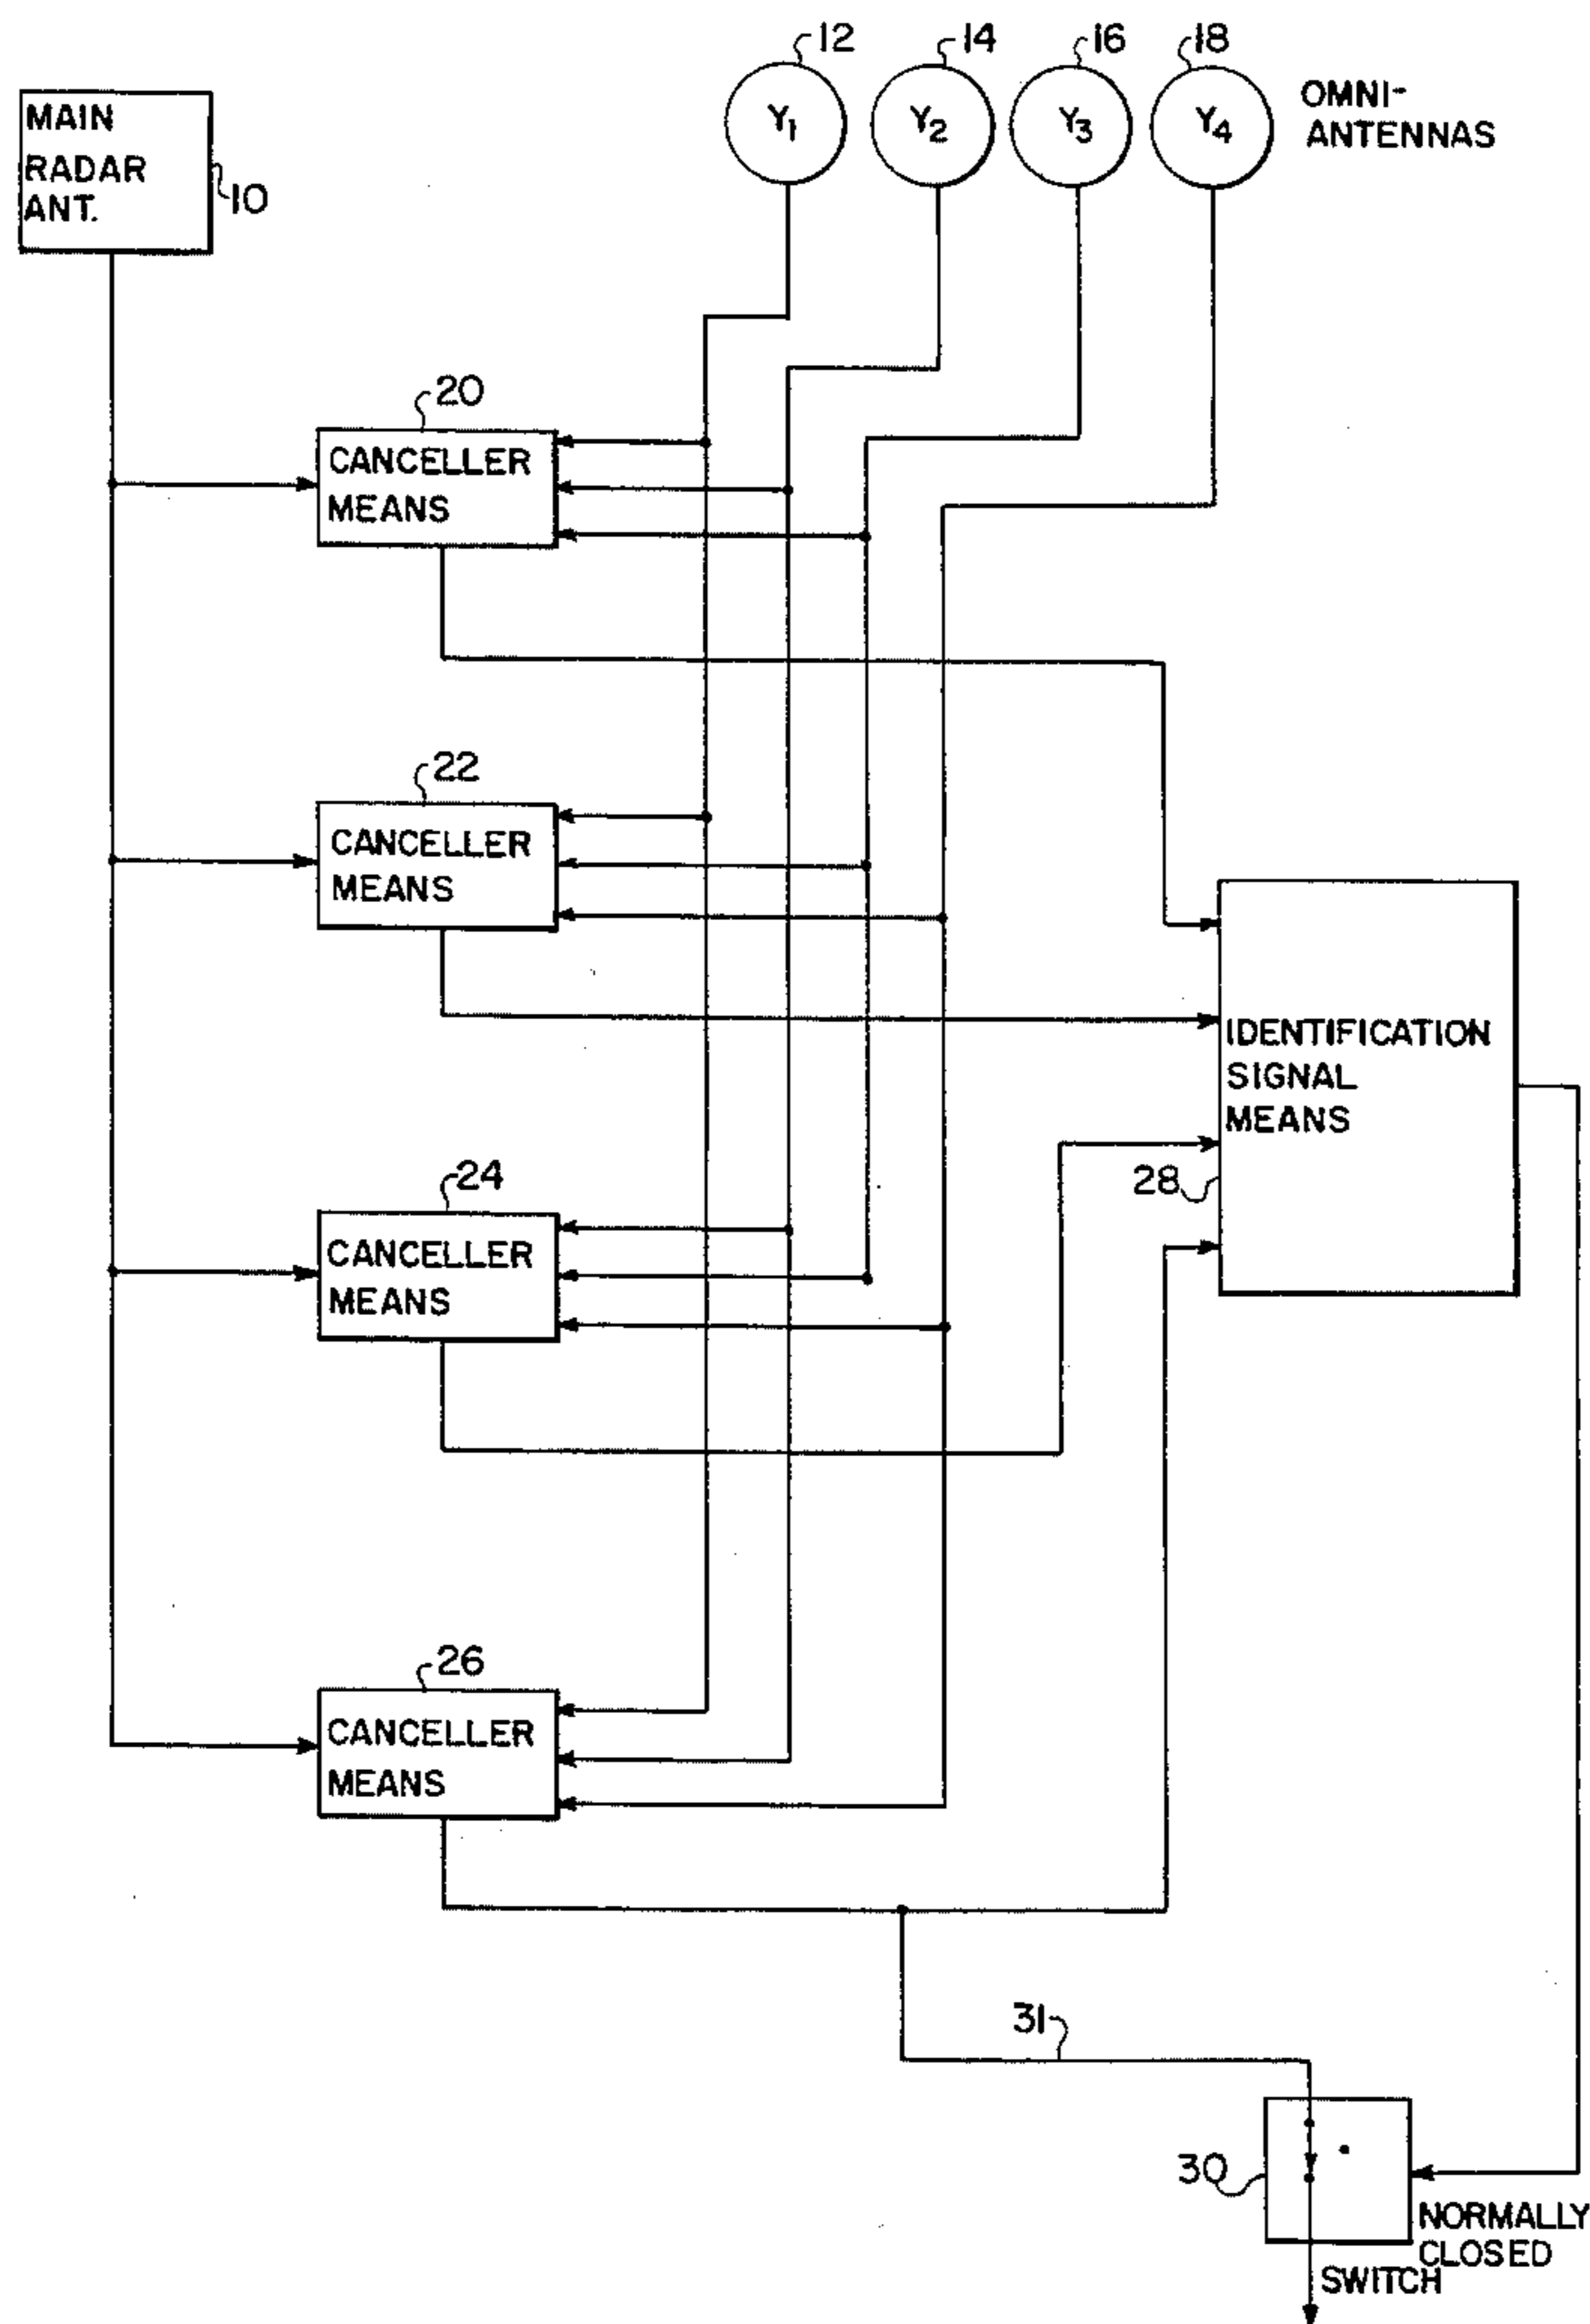 12
14
16
18
MAIN
RADAR
ANT.
10
Y1
Y2
Y3
Y4
OMNI-
ANTENNAS
20
CANCELLER
MEANS
22
CANCELLER
MEANS
IDENTIFICATION
SIGNAL
MEANS
28
24
CANCELLER
MEANS
26
CANCELLER
MEANS
31
30
NORMALLY
CLOSED
SWITCH